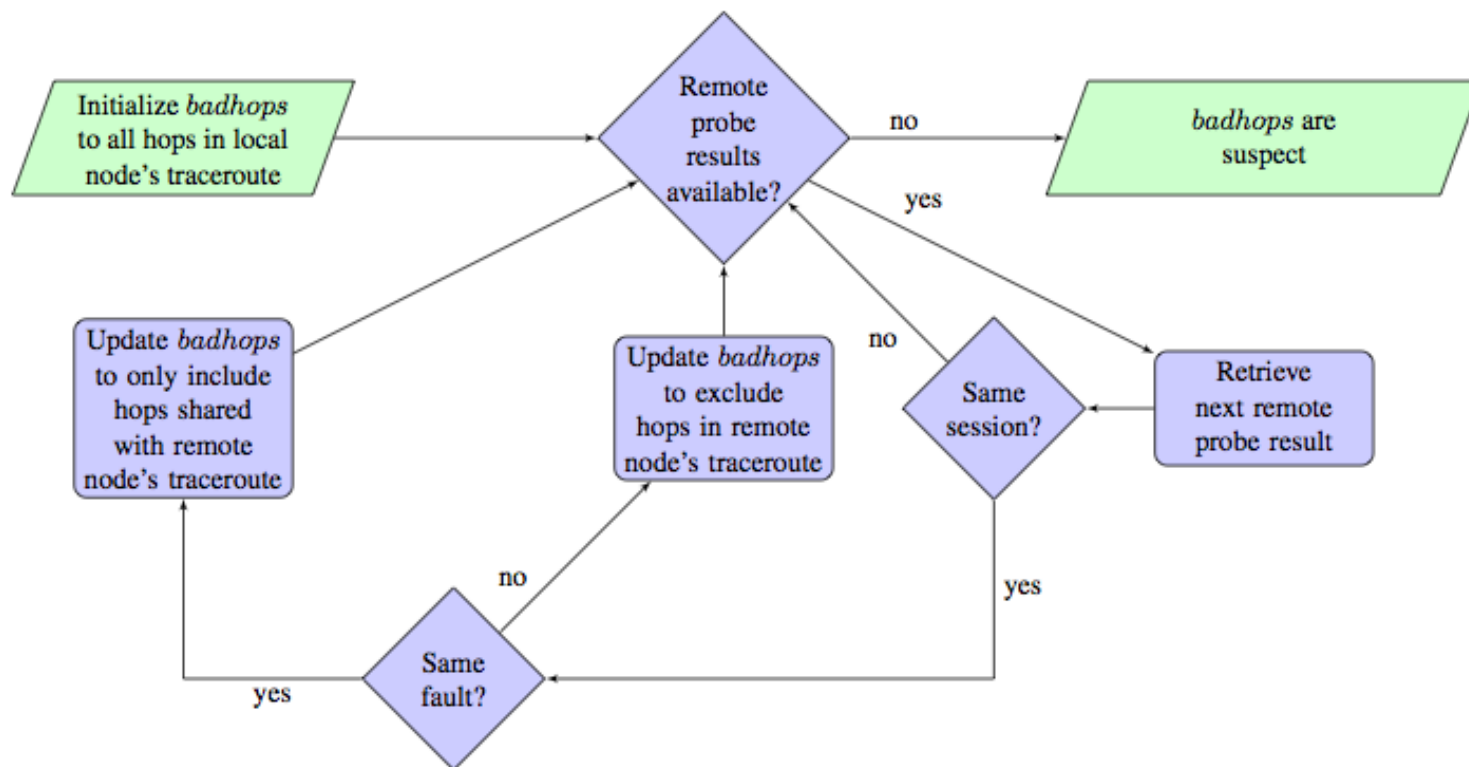 Initialize badhops
to all hops in local
node's traceroute
Remote
probe
results
available?
no
badhops are
suspect
yes
Update badhops
to only include
hops shared
with remote
node's traceroute
Update badhops
to exclude
hops in remote
node's traceroute
no
Same
session?
Retrieve
next remote
probe result
no
yes
Same
fault?
yes